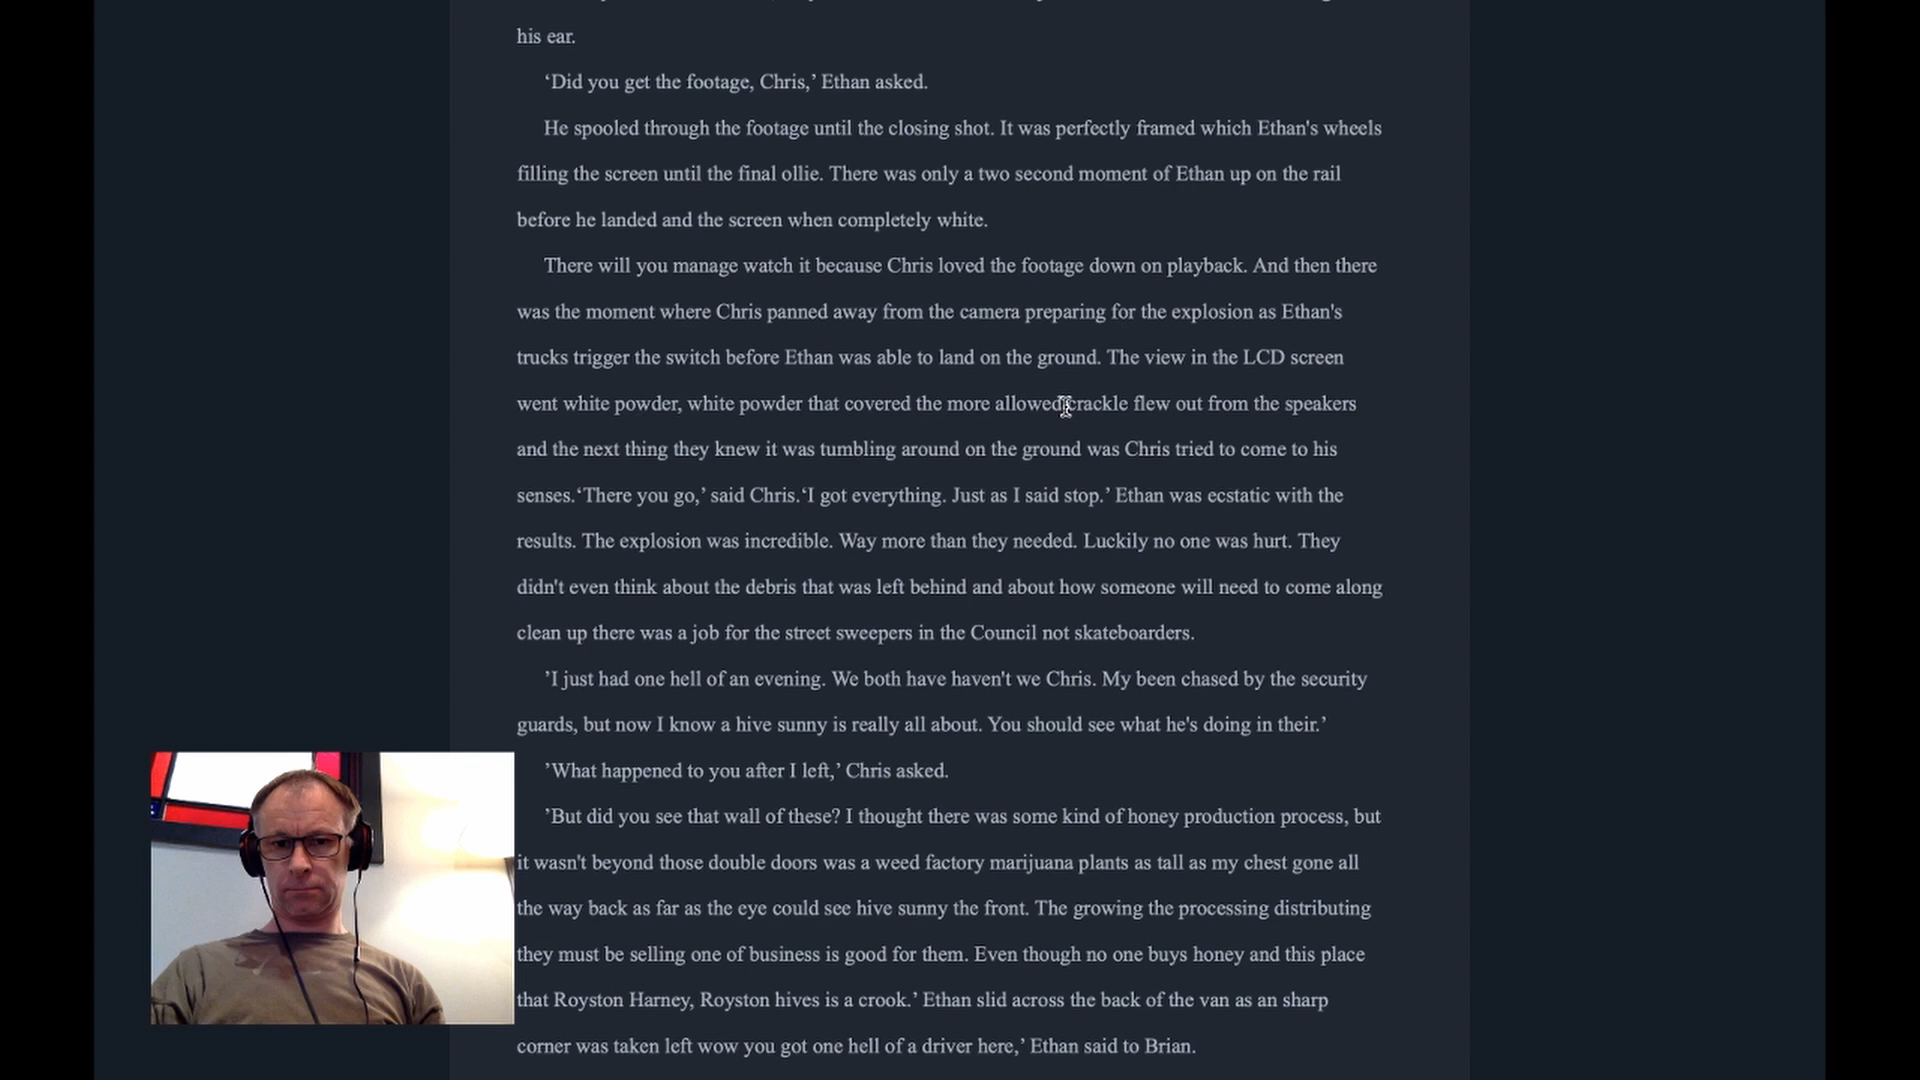 his ear.
‘Did you get the footage, Chris,’ Ethan asked.
He spooled through the footage until the closing shot. It was perfectly framed which Ethan's wheels
filling the screen until the final ollie. There was only a two second moment of Ethan up on the rail
before he landed and the screen when completely white.
There will you manage watch it because Chris loved the footage down on playback. And then there
was the moment where Chris panned away from the camera preparing for the explosion as Ethan's
trucks trigger the switch before Ethan was able to land on the ground. The view in the LCD screen
went white powder, white powder that covered the more allowed crackle flew out from the speakers
and the next thing they knew it was tumbling around on the ground was Chris tried to come to his
senses.‘There you go,’ said Chris.‘I got everything. Just as I said stop.’ Ethan was ecstatic with the
results. The explosion was incredible. Way more than they needed. Luckily no one was hurt. They
didn't even think about the debris that was left behind and about how someone will need to come along
clean up there was a job for the street sweepers in the Council not skateboarders.
’I just had one hell of an evening. We both have haven't we Chris. My been chased by the security
guards, but now I know a hive sunny is really all about. You should see what he's doing in their.’
’What happened to you after I left,’ Chris asked.
’But did you see that wall of these? I thought there was some kind of honey production process, but
it wasn't beyond those double doors was a weed factory marijuana plants as tall as my chest gone all
the way back as far as the eye could see hive sunny the front. The growing the processing distributing
they must be selling one of business is good for them. Even though no one buys honey and this place
that Royston Harney, Royston hives is a crook.’ Ethan slid across the back of the van as an sharp
corner was taken left wow you got one hell of a driver here,’ Ethan said to Brian.